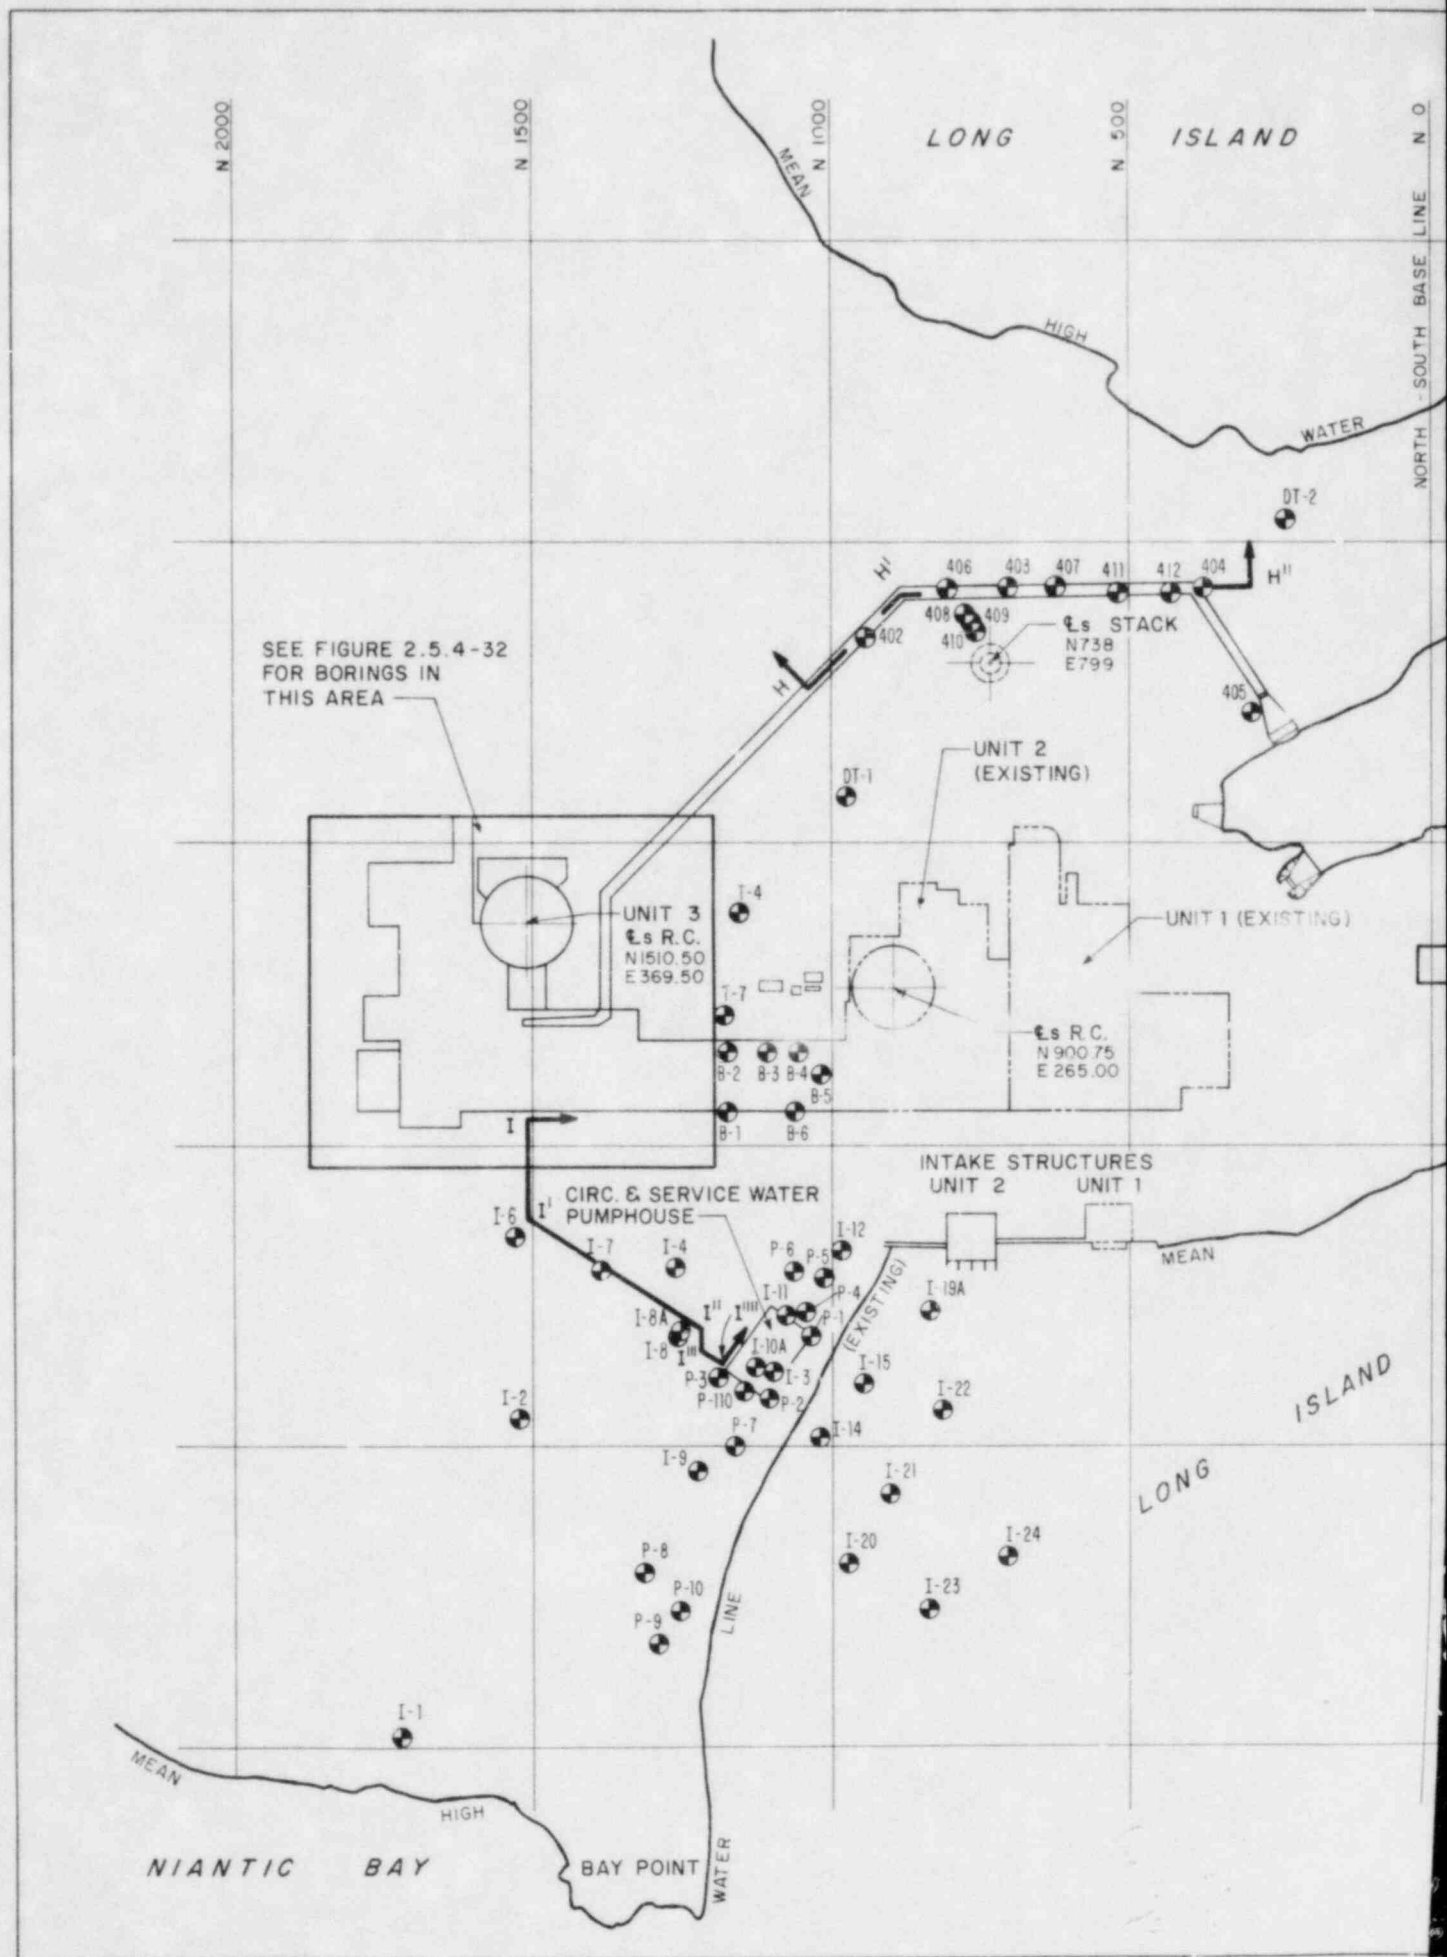 N 2000
N 1500
N 1000
N 500
N 0
LONG ISLAND
NORTH - SOUTH BASE LINE
MEAN
HIGH
WATER
DT-2
H'
406
403
407
411
412
404
H"
408
409
410
402
℄s STACK
N738
E799
H
405
SEE FIGURE 2.5.4-32
FOR BORINGS IN
THIS AREA
UNIT 2
(EXISTING)
DT-1
T-4
UNIT 3
℄s R.C.
N1510.50
E369.50
UNIT 1 (EXISTING)
T-7
℄s R.C.
N 900.75
E 265.00
B-2
B-3
B-4
B-5
B-1
B-6
I
INTAKE STRUCTURES
UNIT 2
UNIT 1
CIRC. & SERVICE WATER
PUMPHOUSE
I'
I-6
I-7
I-4
P-6
P-5
I-12
MEAN
I-11
P-4
P-1
(EXISTING)
I-19A
I-8A
I-8
I"
I""
I'"
I-10A
I-3
P-3
P-110
P-2
I-15
I-22
I-2
P-7
I-14
I-9
ISLAND
LONG
I-21
I-20
I-24
I-23
P-8
P-10
P-9
LINE
I-1
MEAN
HIGH
WATER
NIANTIC BAY
BAY POINT